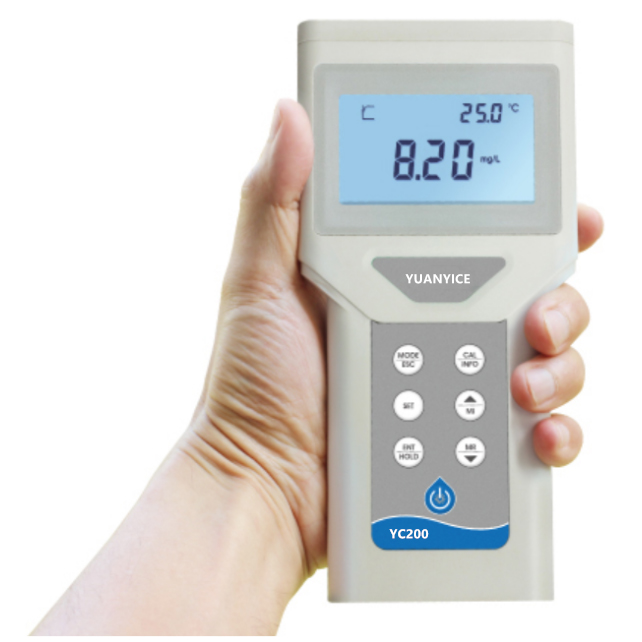 25.0 °C
8.20 mg/L
YUANYICE
MODE
ESC
CAL
INFO
SET
MI
ENT
HOLD
MR
YC200